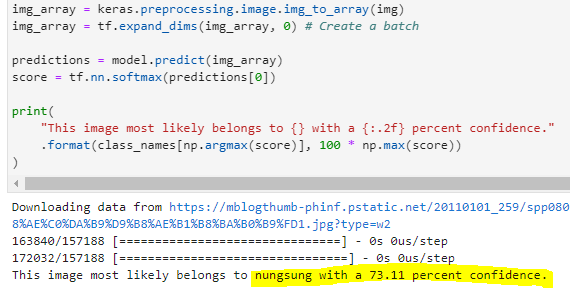 img_array = keras.preprocessing.image.img_to_array(img)
img_array = tf.expand_dims(img_array, 0) # Create a batch
predictions = model.predict(img_array)
score = tf.nn.softmax(predictions[0])
print(
"This image most likely belongs to {} with a {:.2f} percent confidence."
.format(class_names[np.argmax(score)], 100 * np.max(score))
)
Downloading data from https://mblogthumb-phinf.pstatic.net/20110101_259/spp080
8%AE%C0%DA%B9%D9%B8%AE%B1%B8%BA%B0%B9%FD1.jpg?type=w2
163840/157188 [==============================] - 0s 0us/step
172032/157188 [==============================] - 0s 0us/step
This image most likely belongs to nungsung with a 73.11 percent confidence.